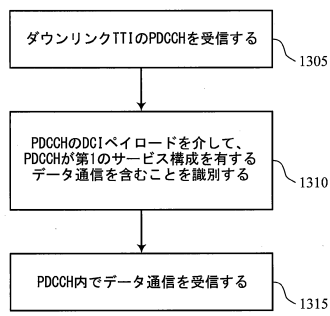 ダウンリンクTTIのPDCCHを受信する
1305
PDCCHのDCIペイロードを介して、
PDCCHが第1のサービス構成を有する
データ通信を含むことを識別する
1310
PDCCH内でデータ通信を受信する
1315